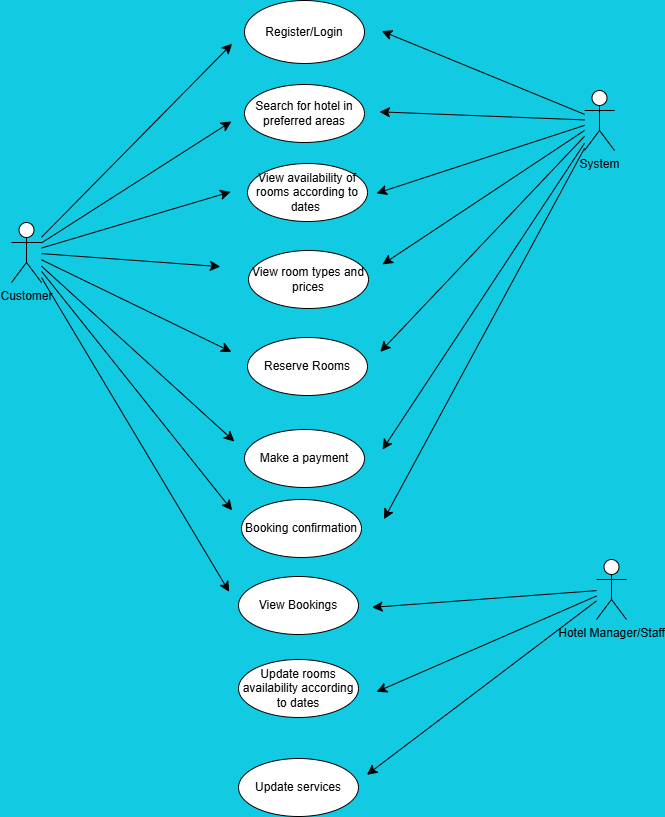 Register/Login
Search for hotel in
preferred areas
System
View availability of
rooms according to
dates
Customer
View room types and
prices
Reserve Rooms
Make a payment
Booking confirmation
View Bookings
Hotel Manager/Staff
Update rooms
availability according
to dates
Update services